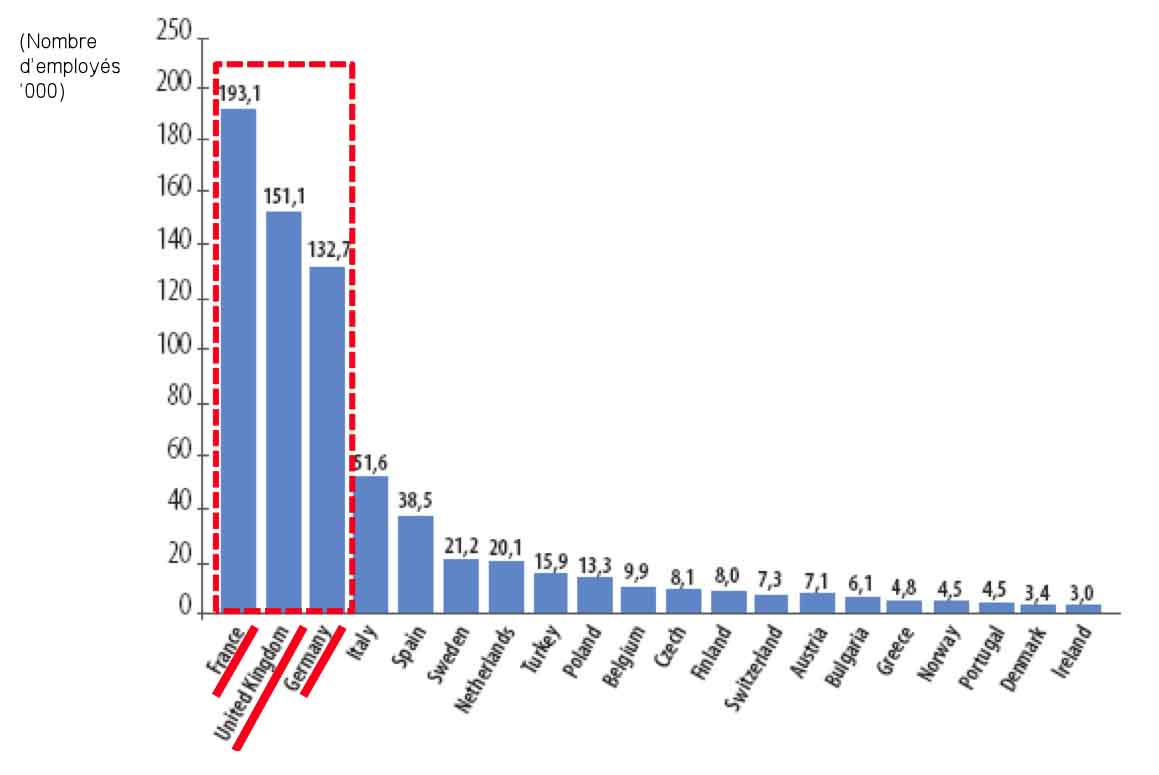 (Nombre
d'employés
'000)
250
200
180
160
140
120
100
80
60
40
20
0
193,1
151,1
132,7
51,6
38,5
21,2
20,1
15,9
13,3
9,9
8,1
8,0
7,3
7,1
6,1
4,8
4,5
4,5
3,4
3,0
France
United Kingdom
Germany
Italy
Spain
Sweden
Netherlands
Turkey
Poland
Belgium
Czech
Finland
Switzerland
Austria
Bulgaria
Greece
Norway
Portugal
Denmark
Ireland